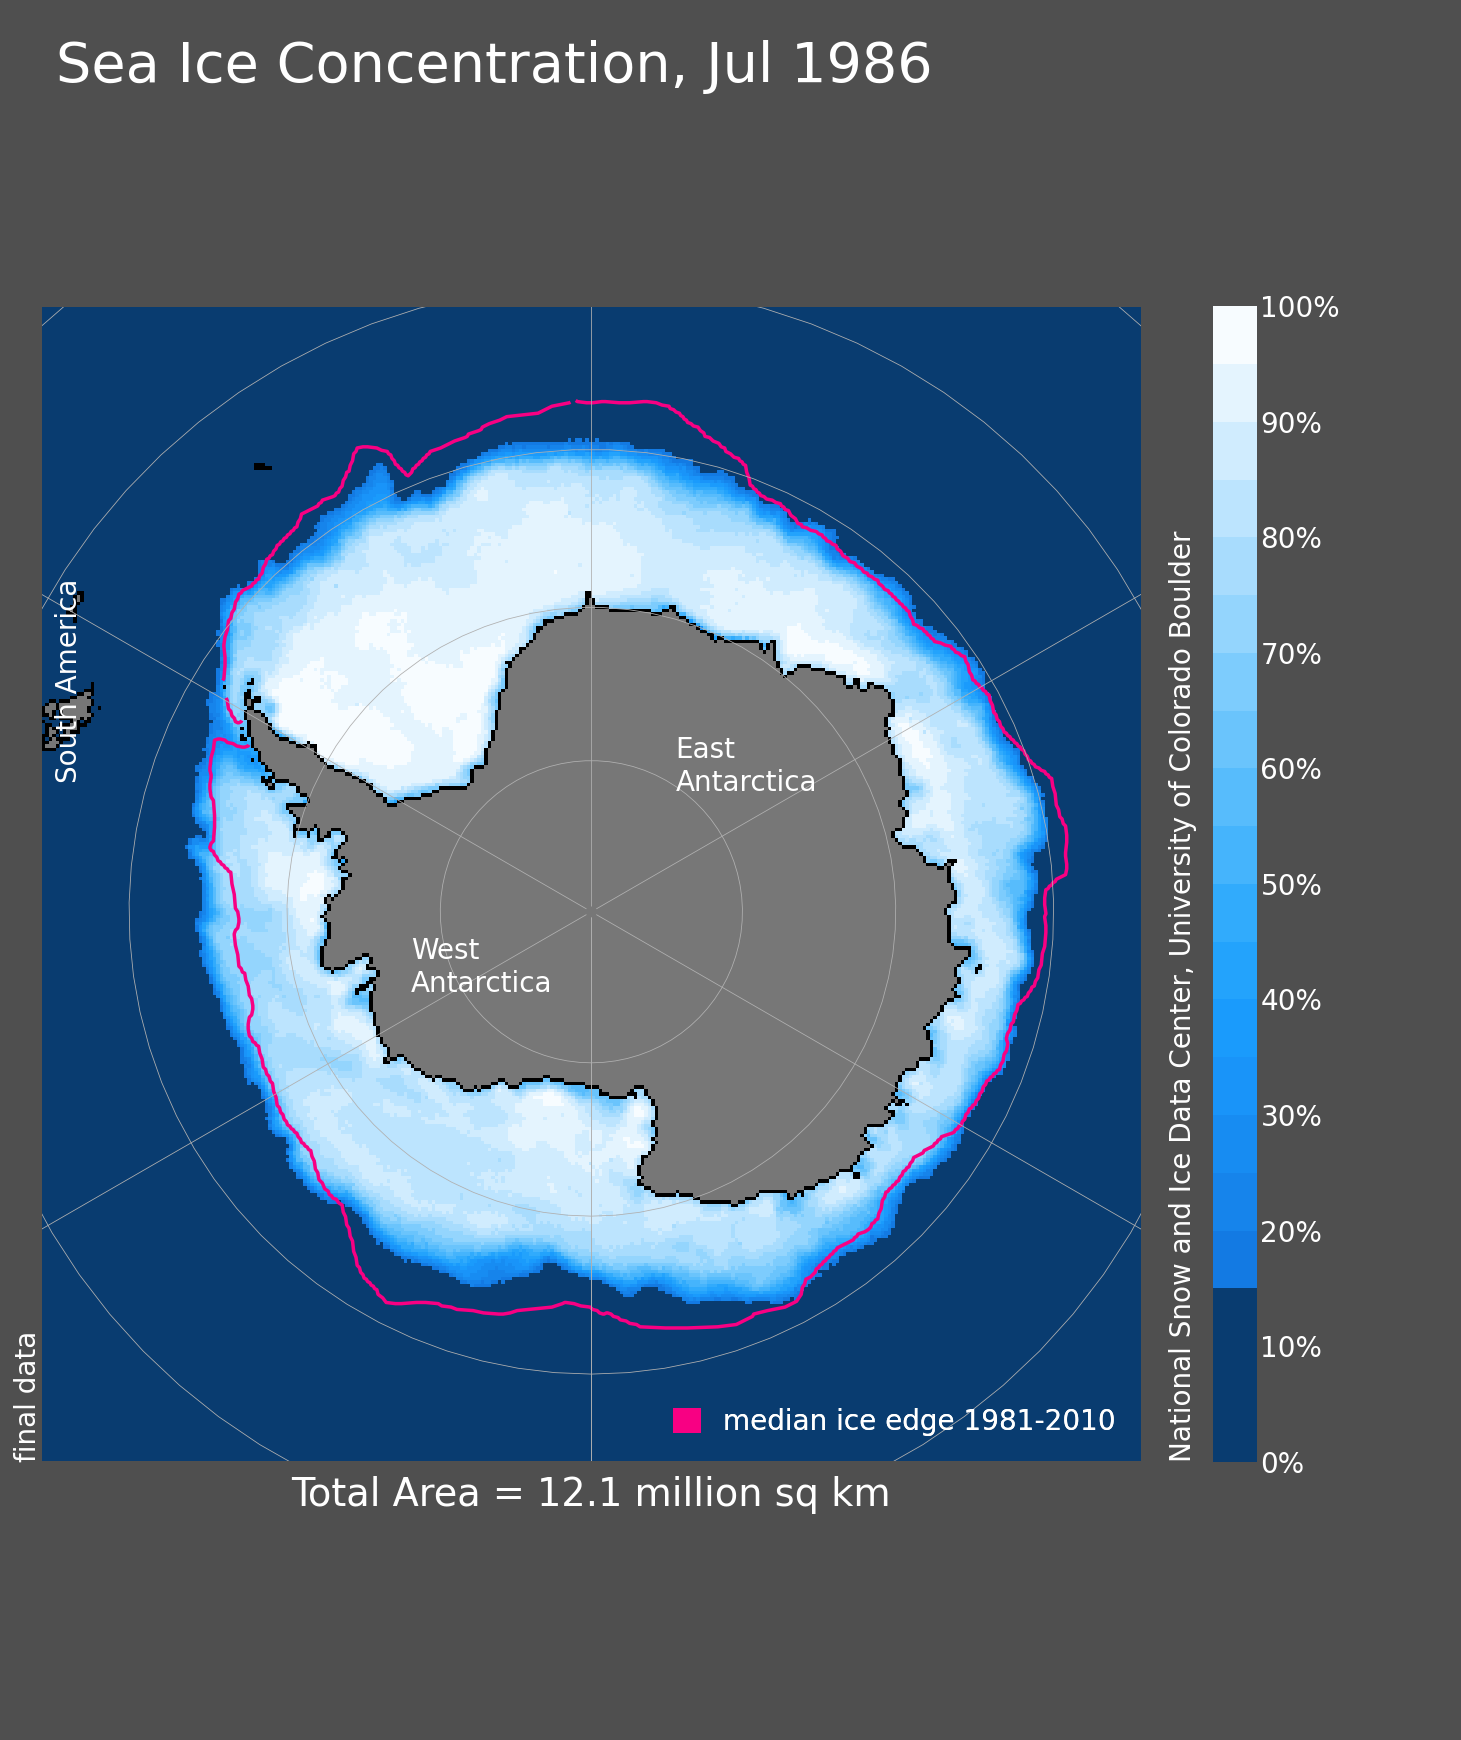 Sea Ice Concentration, Jul 1986
South America
East
Antarctica
West
Antarctica
final data
median ice edge 1981-2010
Total Area = 12.1 million sq km
National Snow and Ice Data Center, University of Colorado Boulder
100%
90%
80%
70%
60%
50%
40%
30%
20%
10%
0%